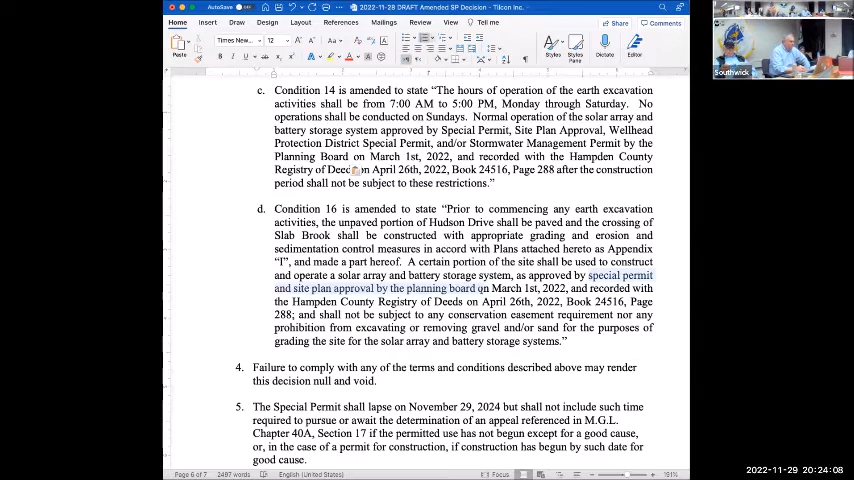 AutoSave OFF
2022-11-28 DRAFT Amended SP Decision - Tilcon Inc.
Home Insert Draw Design Layout References Mailings Review View Tell me
Share Comments
Paste
Times New... 12
Styles Styles Pane Dictate Editor
Southwick
c. Condition 14 is amended to state “The hours of operation of the earth excavation
activities shall be from 7:00 AM to 5:00 PM, Monday through Saturday. No
operations shall be conducted on Sundays. Normal operation of the solar array and
battery storage system approved by Special Permit, Site Plan Approval, Wellhead
Protection District Special Permit, and/or Stormwater Management Permit by the
Planning Board on March 1st, 2022, and recorded with the Hampden County
Registry of Deeds on April 26th, 2022, Book 24516, Page 288 after the construction
period shall not be subject to these restrictions.”
d. Condition 16 is amended to state “Prior to commencing any earth excavation
activities, the unpaved portion of Hudson Drive shall be paved and the crossing of
Slab Brook shall be constructed with appropriate grading and erosion and
sedimentation control measures in accord with Plans attached hereto as Appendix
“I”, and made a part hereof. A certain portion of the site shall be used to construct
and operate a solar array and battery storage system, as approved by special permit
and site plan approval by the planning board on March 1st, 2022, and recorded with
the Hampden County Registry of Deeds on April 26th, 2022, Book 24516, Page
288; and shall not be subject to any conservation easement requirement nor any
prohibition from excavating or removing gravel and/or sand for the purposes of
grading the site for the solar array and battery storage systems.”
4. Failure to comply with any of the terms and conditions described above may render
this decision null and void.
5. The Special Permit shall lapse on November 29, 2024 but shall not include such time
required to pursue or await the determination of an appeal referenced in M.G.L.
Chapter 40A, Section 17 if the permitted use has not begun except for a good cause,
or, in the case of a permit for construction, if construction has begun by such date for
good cause.
Page 6 of 7 2497 words English (United States) Focus 191%
2022-11-29 20:24:08